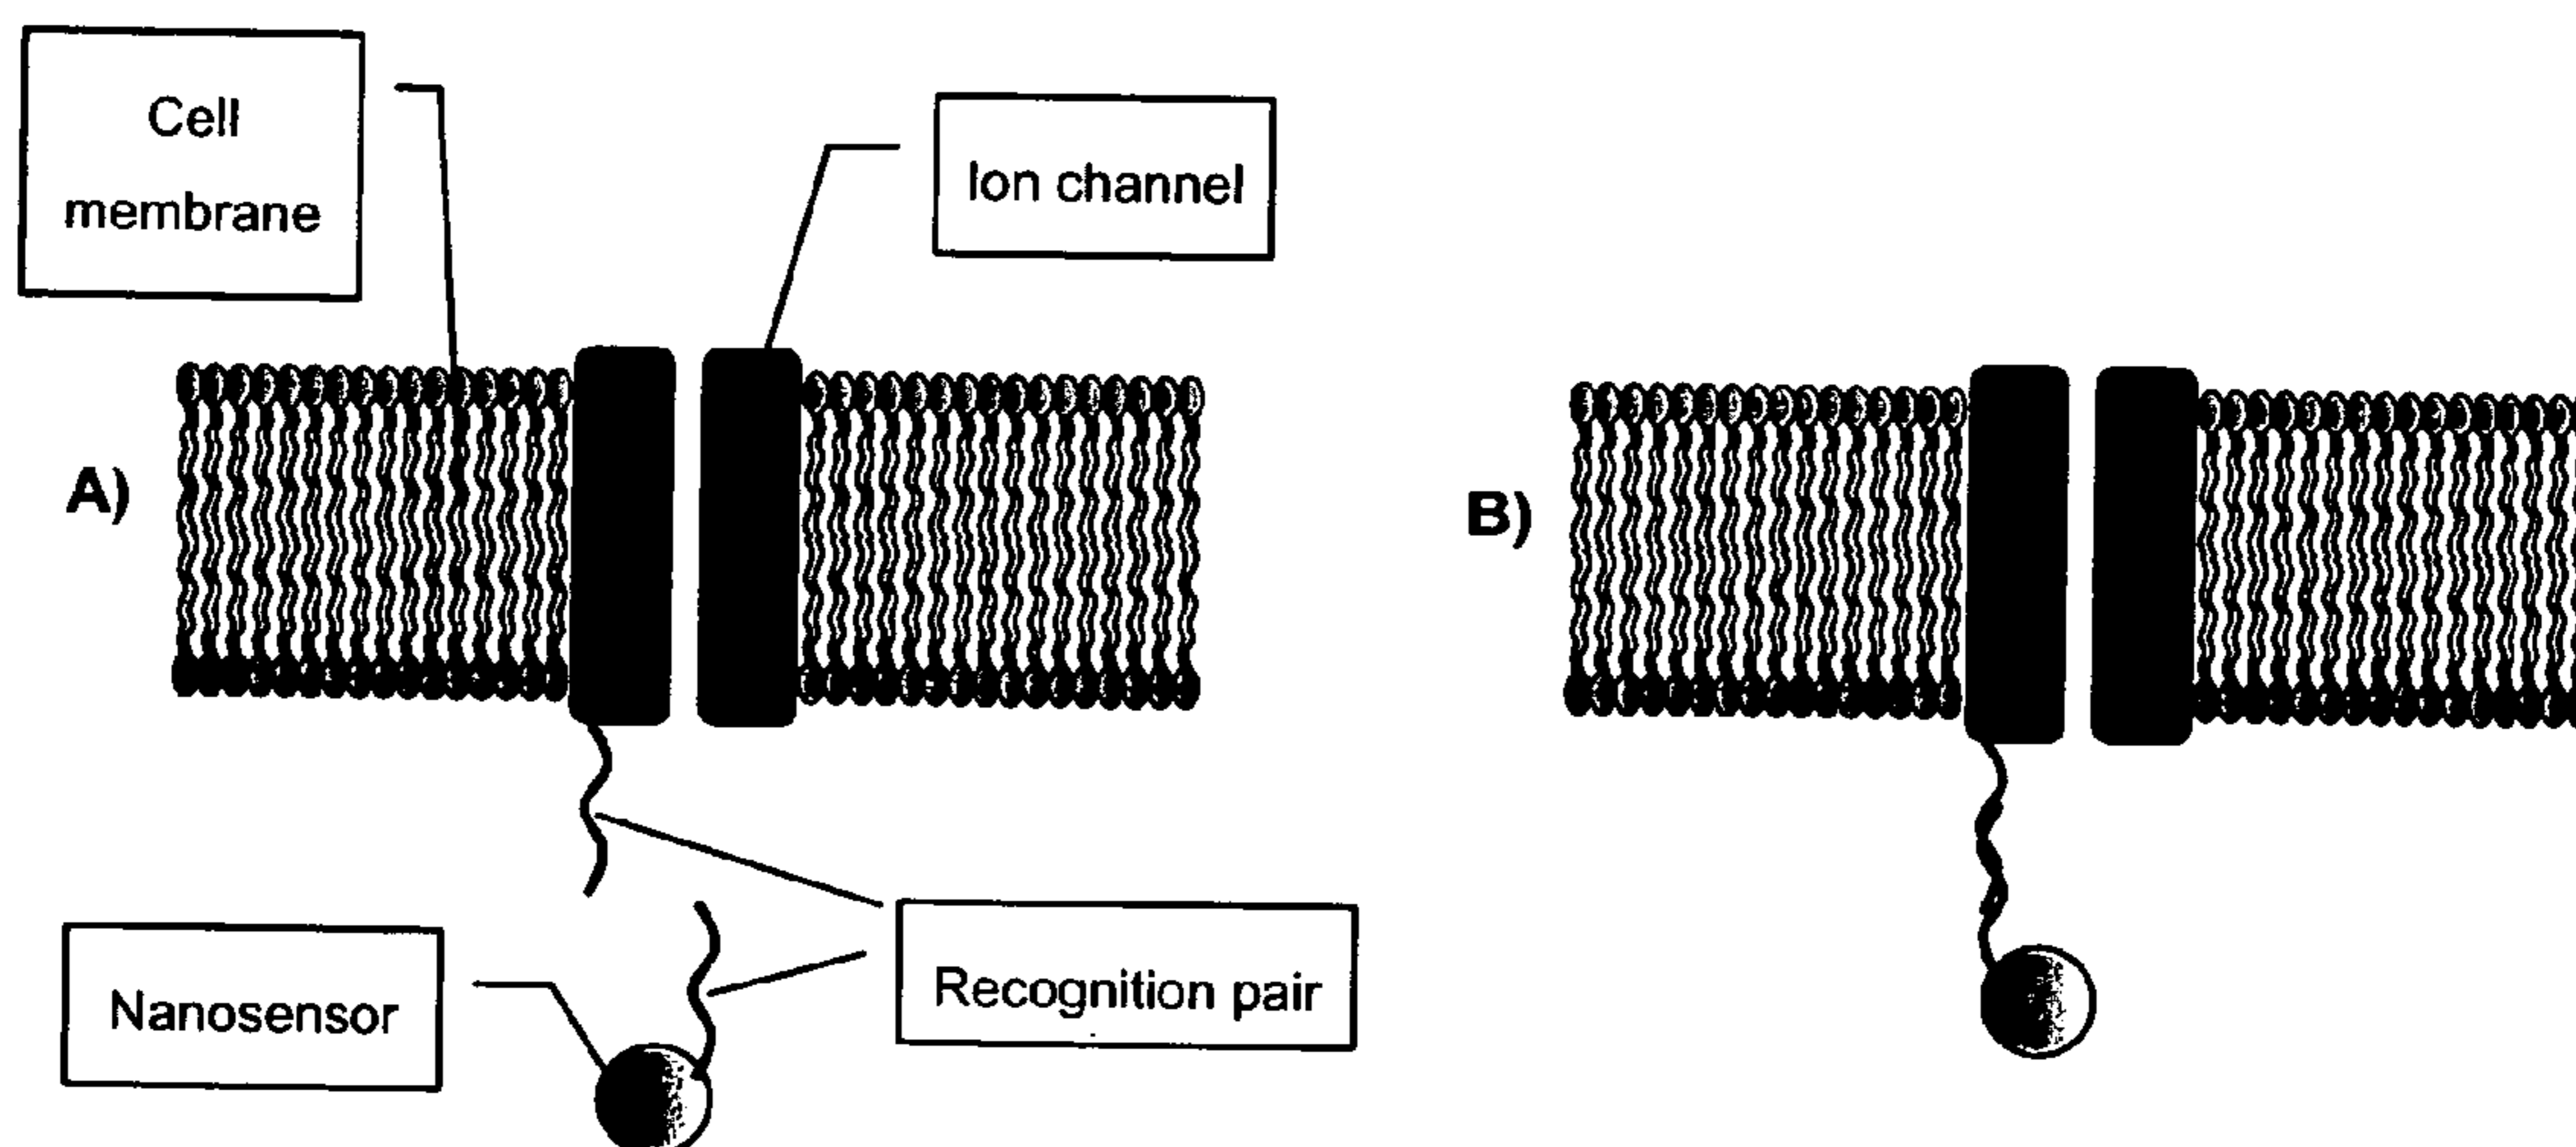 Cell
membrane
Ion channel
A)
B)
Nanosensor
Recognition pair